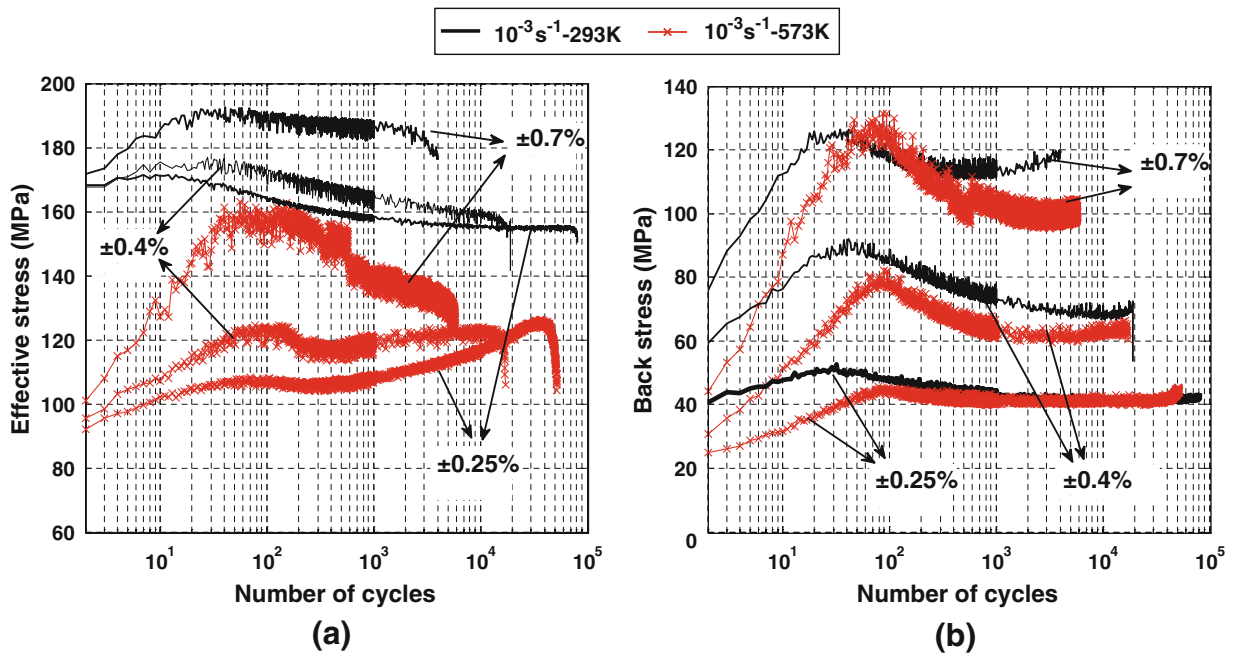 10⁻³s⁻¹-293K 10⁻³s⁻¹-573K
200
180
160
140
120
100
80
60
Effective stress (MPa)
±0.7%
±0.4%
±0.25%
10¹ 10² 10³ 10⁴ 10⁵
Number of cycles
(a)
140
120
100
80
60
40
20
0
Back stress (MPa)
±0.7%
±0.25%
±0.4%
10¹ 10² 10³ 10⁴ 10⁵
Number of cycles
(b)